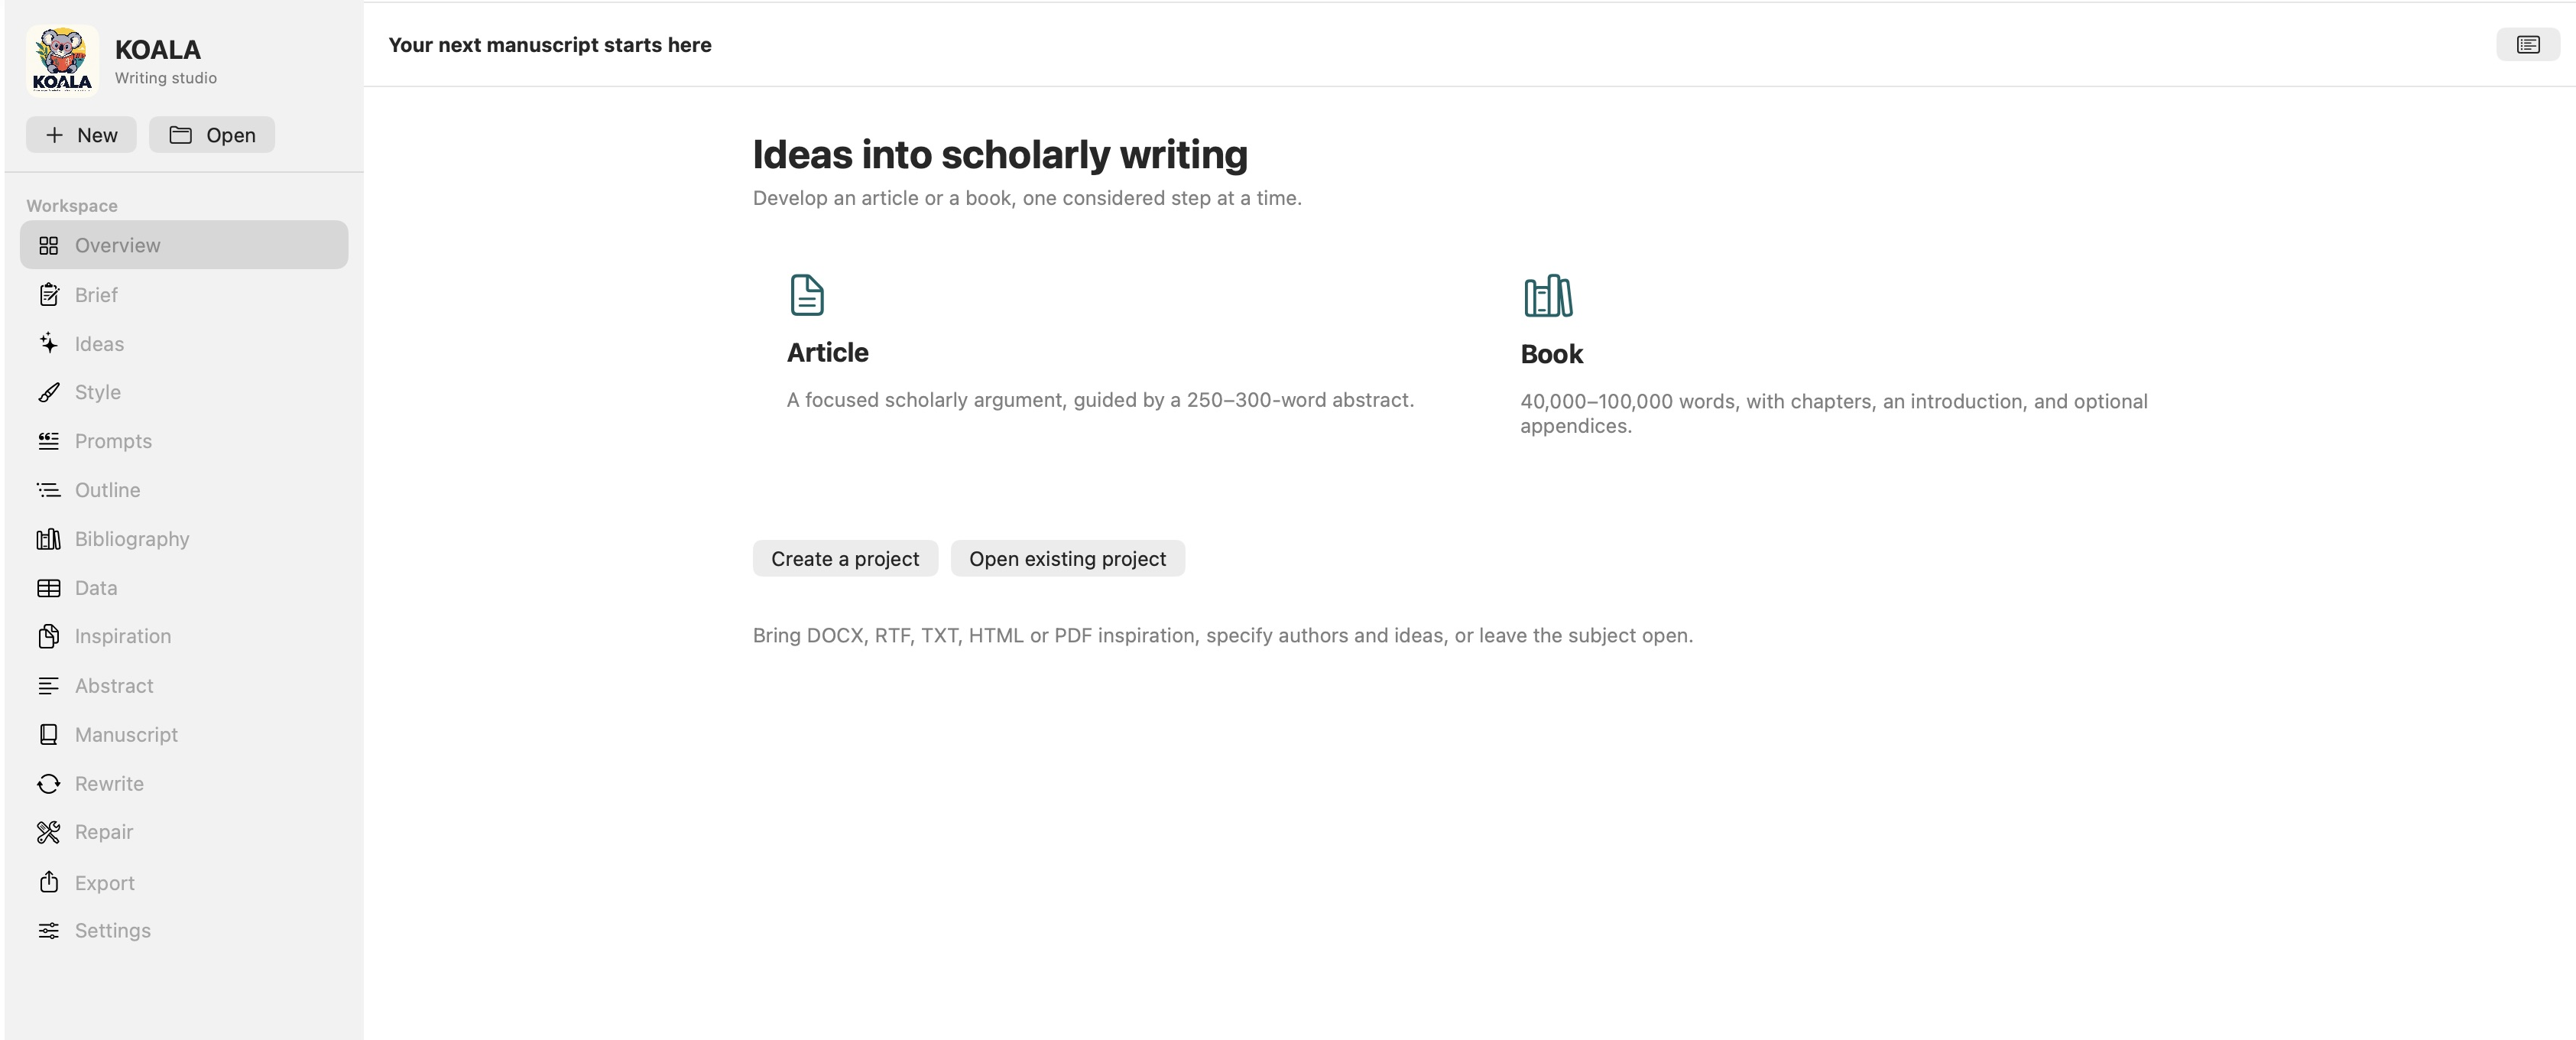 KOALA
KOALA
Writing studio
New
Open
Workspace
Overview
Brief
Ideas
Style
Prompts
Outline
Bibliography
Data
Inspiration
Abstract
Manuscript
Rewrite
Repair
Export
Settings
Your next manuscript starts here
Ideas into scholarly writing
Develop an article or a book, one considered step at a time.
Article
A focused scholarly argument, guided by a 250–300-word abstract.
Book
40,000–100,000 words, with chapters, an introduction, and optional
appendices.
Create a project
Open existing project
Bring DOCX, RTF, TXT, HTML or PDF inspiration, specify authors and ideas, or leave the subject open.